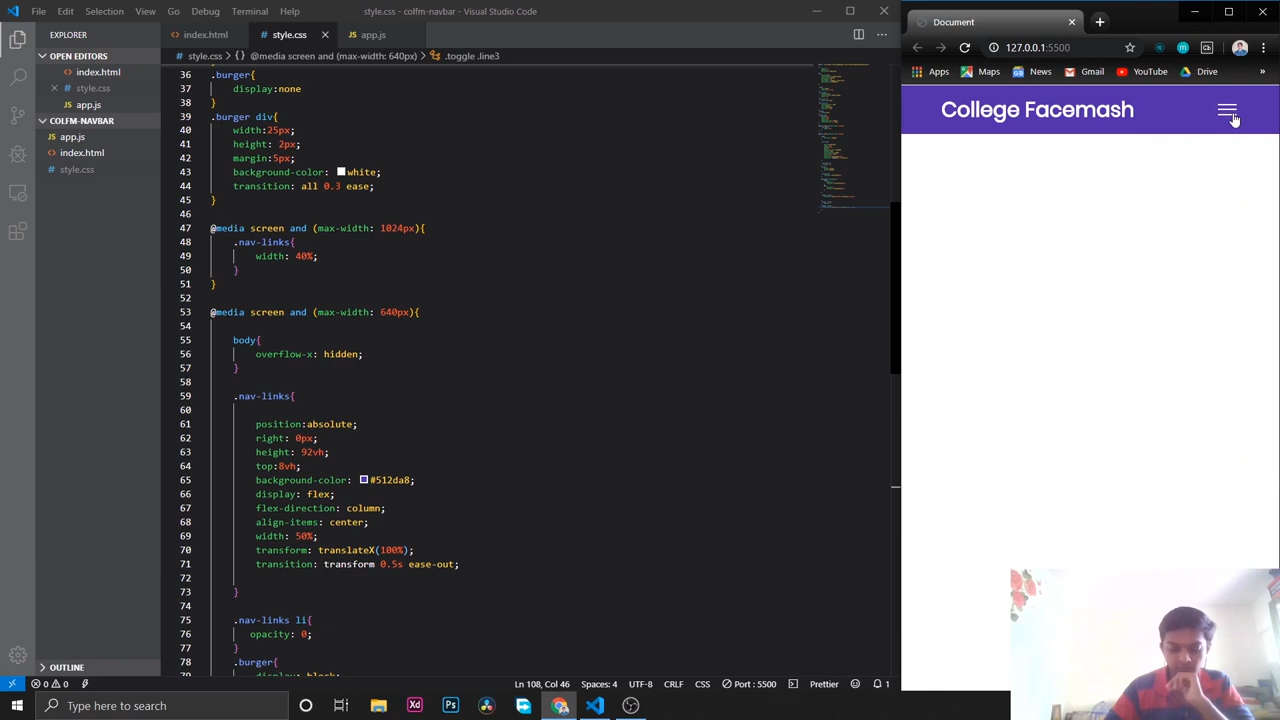 File Edit Selection View Go Debug Terminal Help
style.css - colfm-navbar - Visual Studio Code
Document
EXPLORER
index.html
style.css
app.js
127.0.0.1:5500
OPEN EDITORS
style.css > {} @media screen and (max-width: 640px) > .toggle .line3
index.html
style.css
app.js
COLFM-NAVBAR
app.js
index.html
style.css
Apps Maps News Gmail YouTube Drive
College Facemash
36 .burger{
37 display:none
38 }
39 .burger div{
40 width:25px;
41 height: 2px;
42 margin:5px;
43 background-color: white;
44 transition: all 0.3 ease;
45 }
46
47 @media screen and (max-width: 1024px){
48 .nav-links{
49 width: 40%;
50 }
51 }
52
53 @media screen and (max-width: 640px){
54
55 body{
56 overflow-x: hidden;
57 }
58
59 .nav-links{
60
61 position:absolute;
62 right: 0px;
63 height: 92vh;
64 top:8vh;
65 background-color: #512da8;
66 display: flex;
67 flex-direction: column;
68 align-items: center;
69 width: 50%;
70 transform: translateX(100%);
71 transition: transform 0.5s ease-out;
72
73 }
74
75 .nav-links li{
76 opacity: 0;
77 }
78 .burger{
OUTLINE
0 0 Ln 108, Col 46 Spaces: 4 UTF-8 CRLF CSS Port : 5500 Prettier 1
Type here to search
Xd Ps